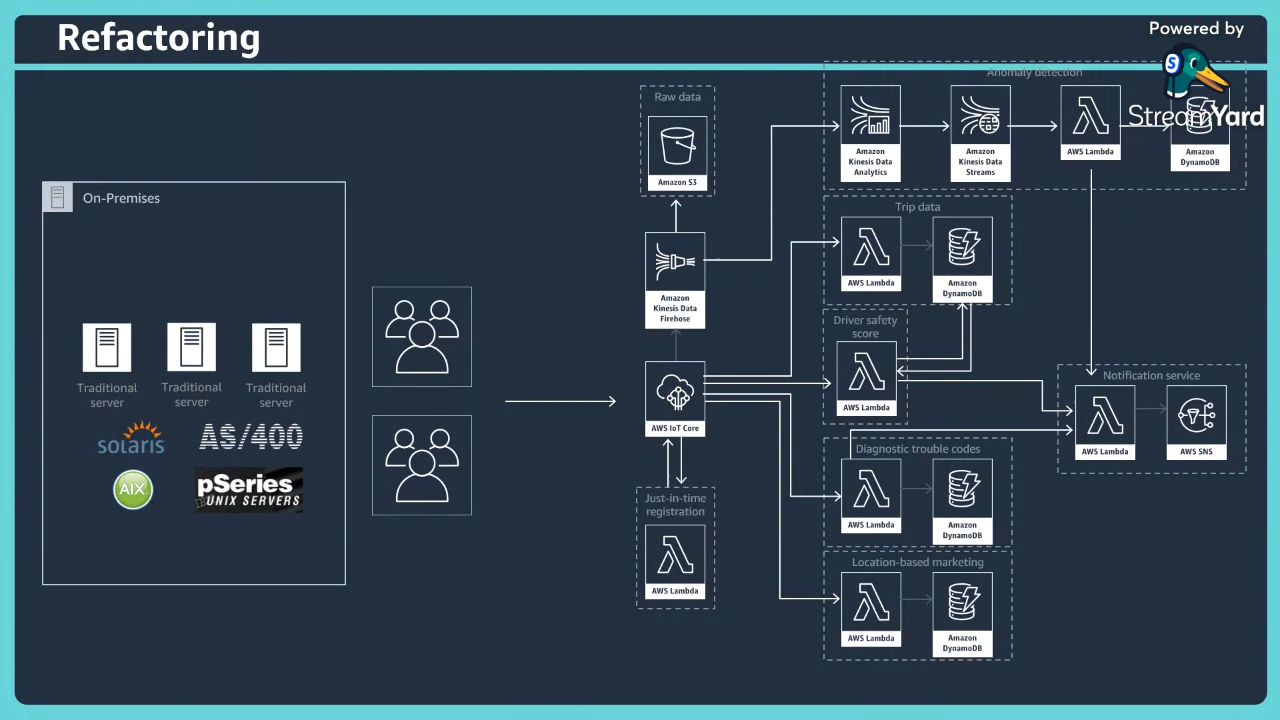 Refactoring
Powered by
StreamYard
On-Premises
Traditional
server
Traditional
server
Traditional
server
solaris
AS/400
AIX
pSeries
UNIX SERVERS
Raw data
Amazon S3
Amazon
Kinesis Data
Firehose
AWS IoT Core
Just-in-time
registration
AWS Lambda
Anomaly detection
Amazon
Kinesis Data
Analytics
Amazon
Kinesis Data
Streams
AWS Lambda
Amazon
DynamoDB
Trip data
AWS Lambda
Amazon
DynamoDB
Driver safety
score
AWS Lambda
Notification service
AWS Lambda
AWS SNS
Diagnostic trouble codes
AWS Lambda
Amazon
DynamoDB
Location-based marketing
AWS Lambda
Amazon
DynamoDB